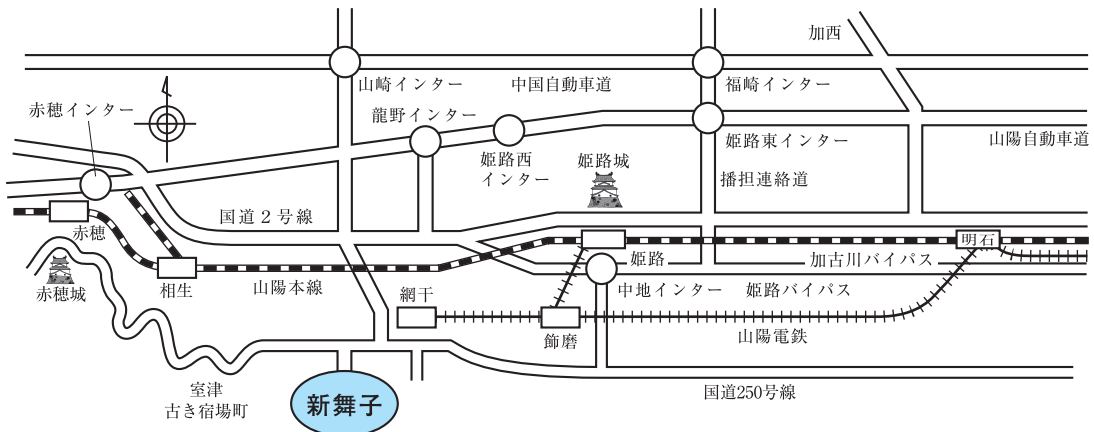 加西
山崎インター
中国自動車道
福崎インター
赤穂インター
龍野インター
姫路西
インター
姫路城
姫路東インター
山陽自動車道
播担連絡道
国道２号線
赤穂
明石
姫路
加古川バイパス
赤穂城
相生
山陽本線
網干
中地インター
姫路バイパス
飾磨
山陽電鉄
室津
古き宿場町
新舞子
国道250号線